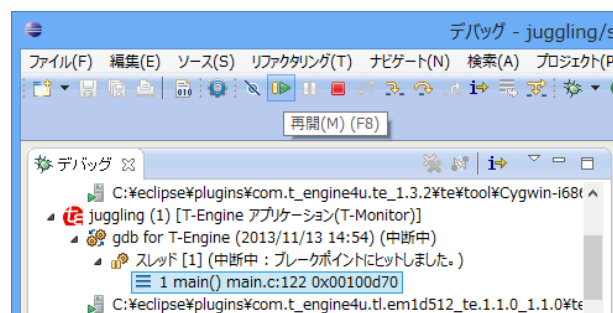 デバッグ - juggling/s
ファイル(F) 編集(E) ソース(S) リファクタリング(T) ナビゲート(N) 検索(A) プロジェクト(P
010
再開(M) (F8)
デバッグ
C:¥eclipse¥plugins¥com.t_engine4u.te_1.3.2¥te¥tool¥Cygwin-i686
juggling (1) [T-Engine アプリケーション(T-Monitor)]
gdb for T-Engine (2013/11/13 14:54) (中断中)
スレッド [1] (中断中 : ブレークポイントにヒットしました。)
1 main() main.c:122 0x00100d70
C:¥eclipse¥plugins¥com.t_engine4u.tl.em1d512_te.1.1.0_1.1.0¥te